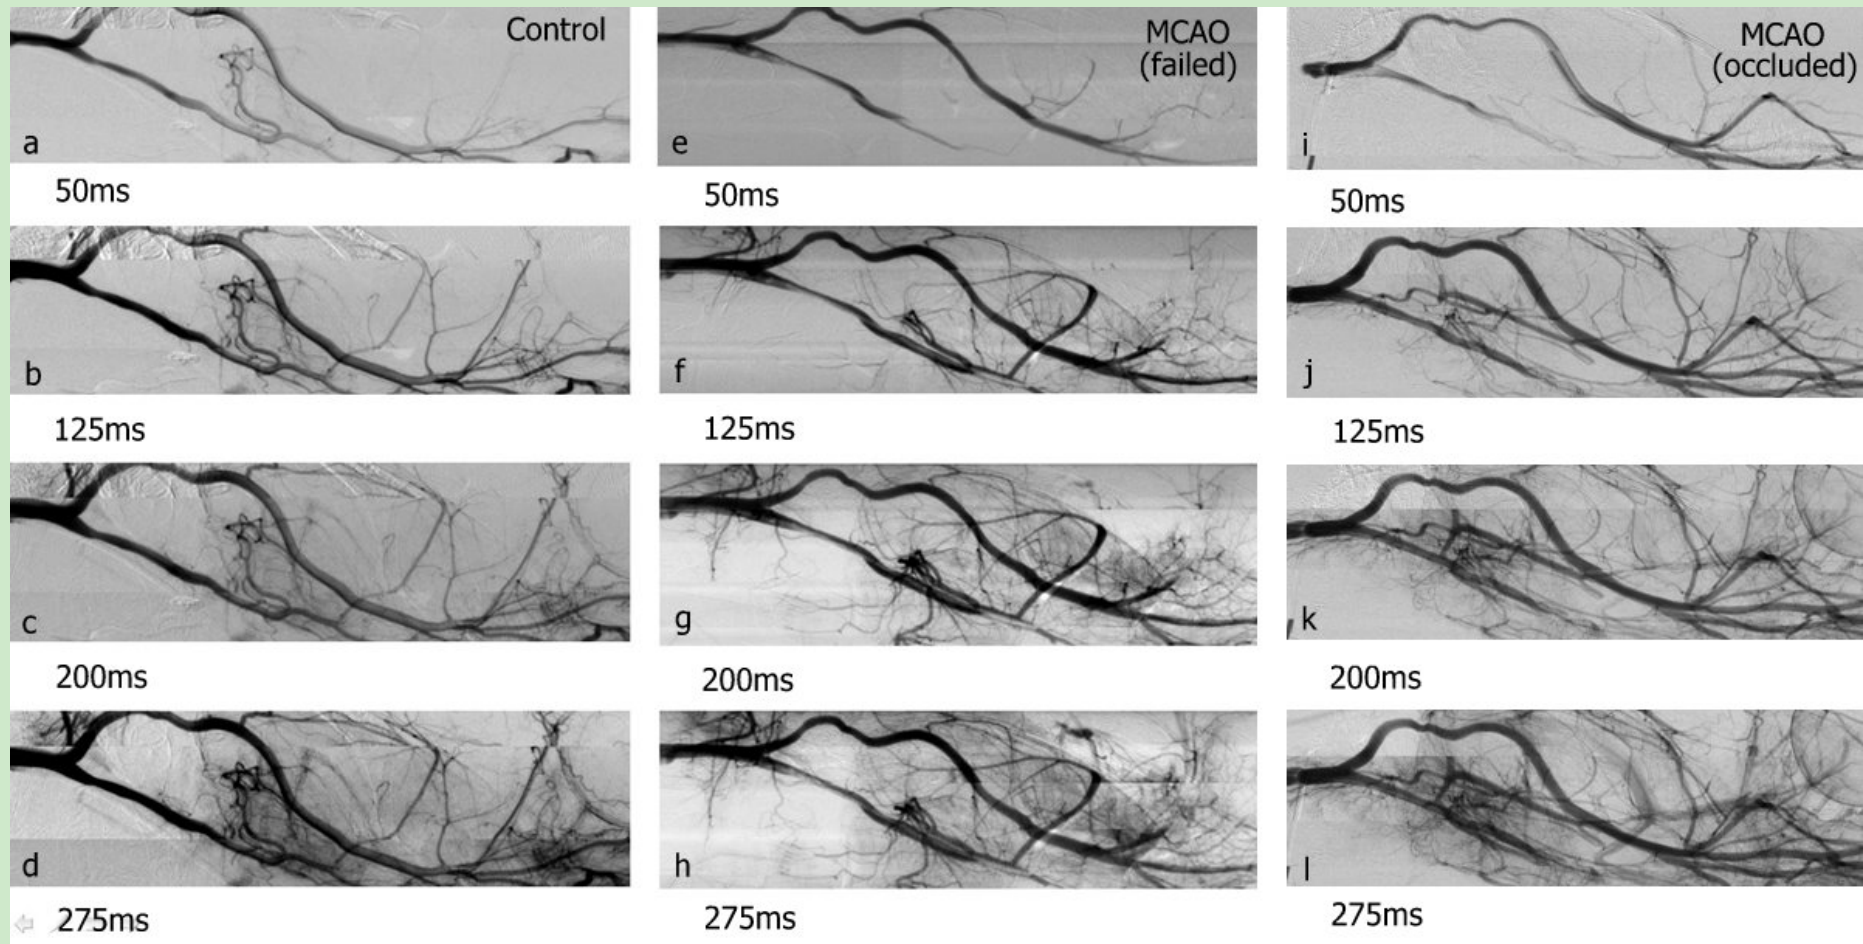 Control
a
50ms
b
125ms
c
200ms
d
275ms
MCAO
(failed)
e
50ms
f
125ms
g
200ms
h
275ms
MCAO
(occluded)
i
50ms
j
125ms
k
200ms
l
275ms